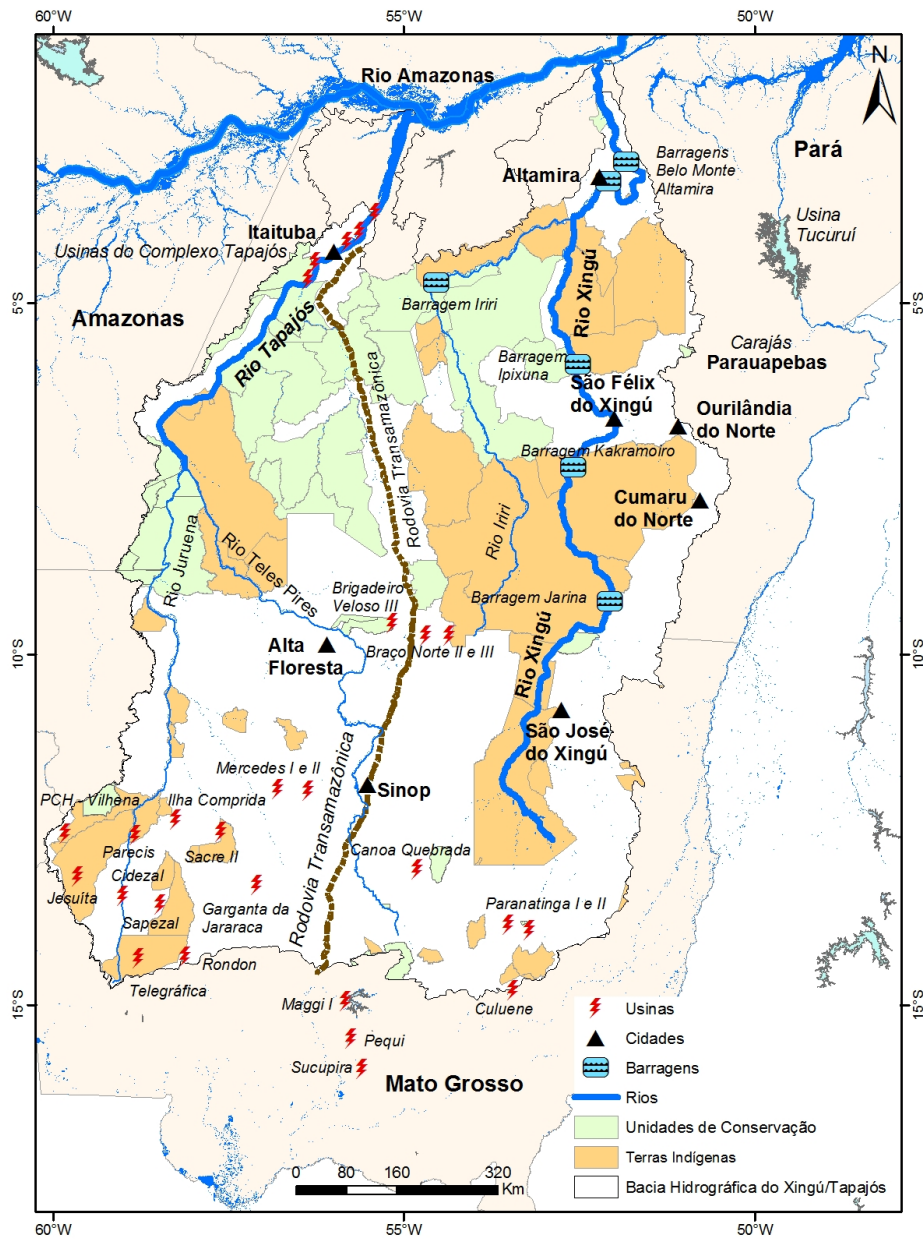 60°W
55°W
50°W
N
Rio Amazonas
Pará
Barragens
Belo Monte
Altamira
Altamira
Itaituba
Usinas do Complexo Tapajós
Usina
Tucuruí
5°S
5°S
Amazonas
Rio Tapajós
Barragem Iriri
Rio Xingú
Rodovia Transamazônica
Carajás
Parauapebas
Barragem
Ipixuna
São Félix
do Xingú
Ourilândia
do Norte
Barragem Kakramoiro
Cumaru
do Norte
Rio Iriri
Rio Juruena
Rio Teles Pires
Brigadeiro
Veloso III
Barragem Jarina
Braço Norte II e III
Alta
Floresta
10°S
10°S
Rio Xingú
São José
do Xingú
Mercedes I e II
Sinop
PCH - Vilhena
Ilha Comprida
Parecis
Sacre II
Canoa Quebrada
Cidezal
Jesuíta
Sapezal
Garganta da
Jararaca
Rodovia Transamazônica
Paranatinga I e II
Rondon
Telegráfica
Maggi I
Culuene
15°S
15°S
Pequi
Sucupira
Mato Grosso
Usinas
Cidades
Barragens
Rios
Unidades de Conservação
Terras Indígenas
Bacia Hidrográfica do Xingú/Tapajós
0 80 160 320
Km
60°W
55°W
50°W